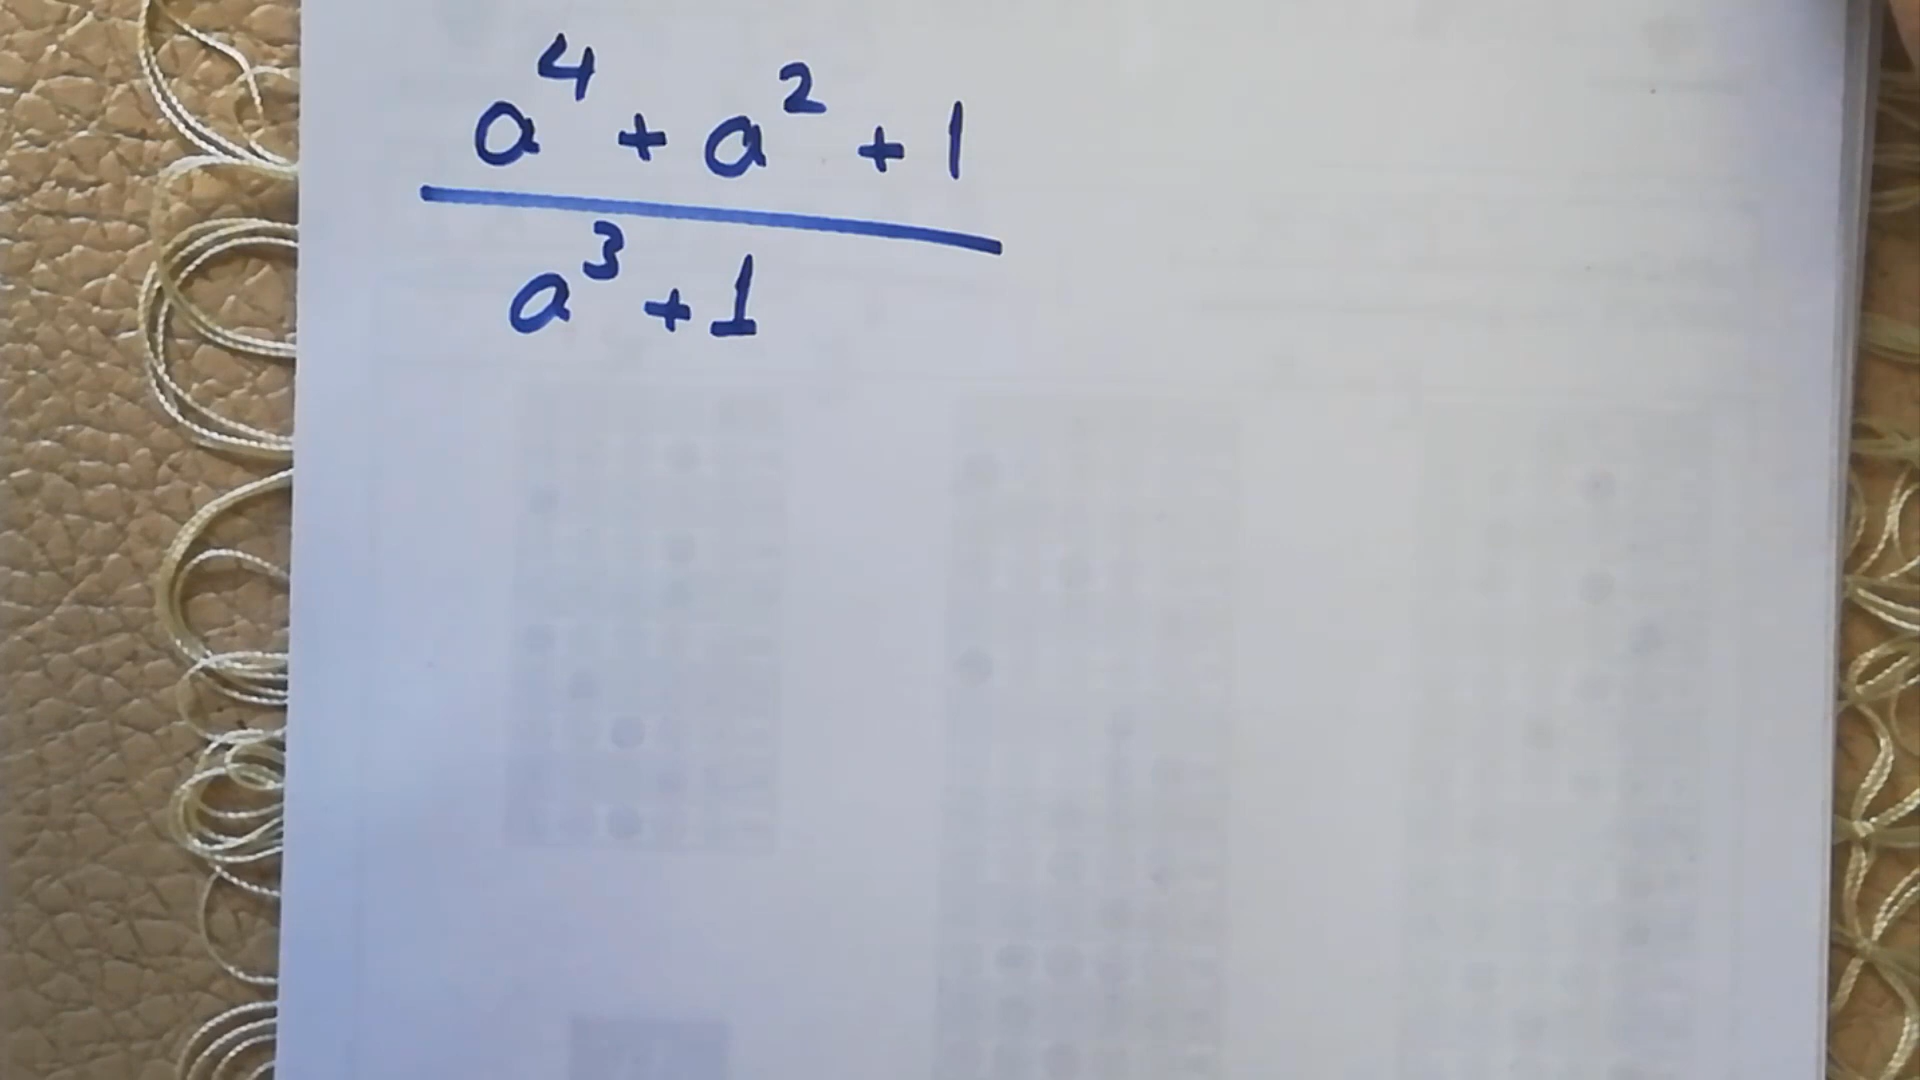 a⁴ + a² + 1
a³ + 1